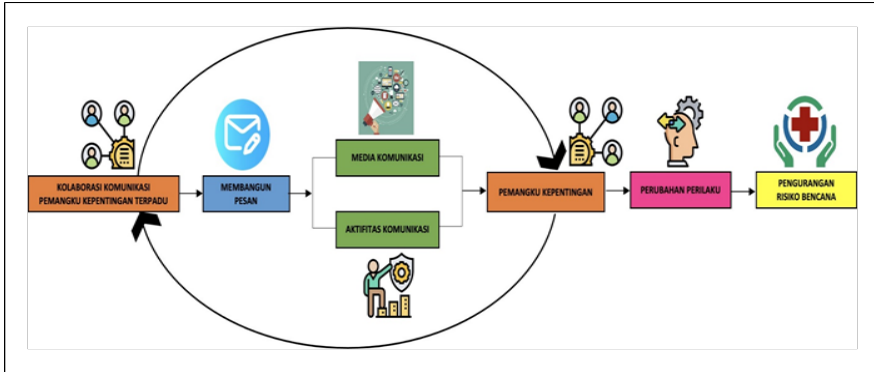 KOLABORASI KOMUNIKASI
PEMANGKU KEPENTINGAN TERPADU
MEMBANGUN
PESAN
MEDIA KOMUNIKASI
AKTIFITAS KOMUNIKASI
PEMANGKU KEPENTINGAN
PERUBAHAN PERILAKU
PENGURANGAN
RISIKO BENCANA